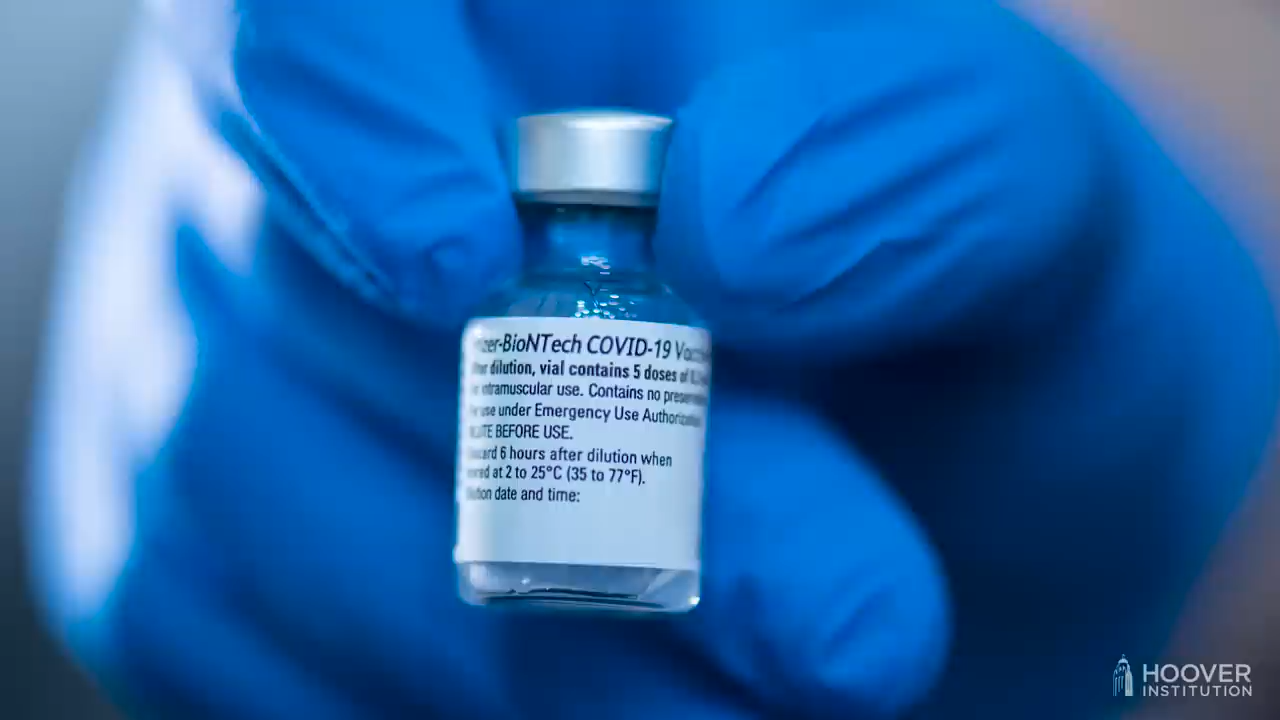 -BioNTech COVID-19
dilution, vial contains 5 doses of
intramuscular use. Contains no
use under Emergency Use
BEFORE USE.
6 hours after dilution when
at 2 to 25°C (35 to 77°F).
date and time:
HOOVER
INSTITUTION